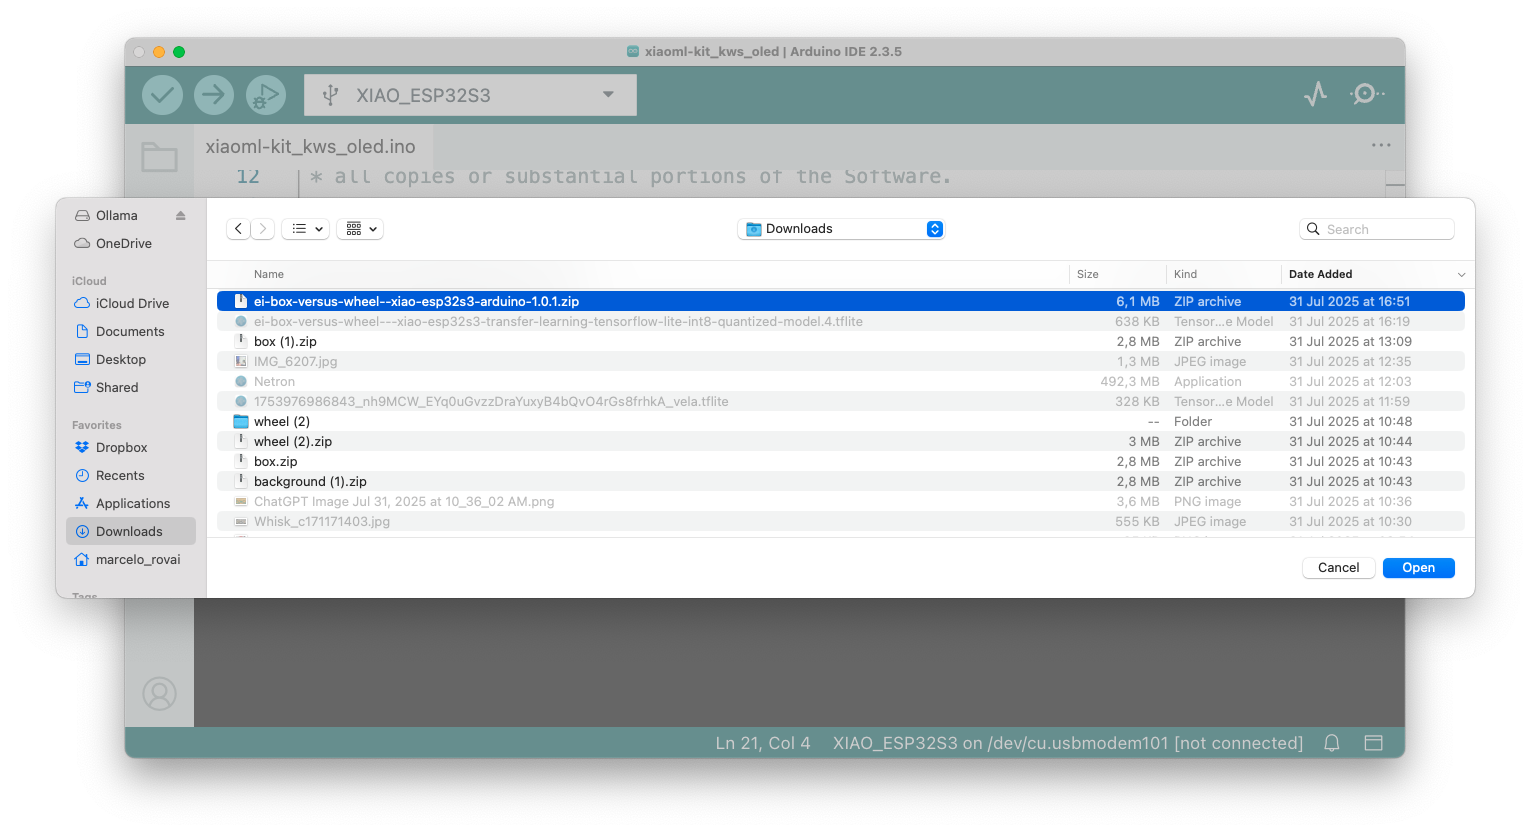 xiaoml-kit_kws_oled | Arduino IDE 2.3.5
XIAO_ESP32S3
xiaoml-kit_kws_oled.ino
12 * all copies or substantial portions of the Software.
Ollama
OneDrive
iCloud
iCloud Drive
Documents
Desktop
Shared
Favorites
Dropbox
Recents
Applications
Downloads
marcelo_rovai
Tags
Downloads
Search
Name Size Kind Date Added
ei-box-versus-wheel--xiao-esp32s3-arduino-1.0.1.zip 6,1 MB ZIP archive 31 Jul 2025 at 16:51
ei-box-versus-wheel---xiao-esp32s3-transfer-learning-tensorflow-lite-int8-quantized-model.4.tflite 638 KB Tensor...e Model 31 Jul 2025 at 16:19
box (1).zip 2,8 MB ZIP archive 31 Jul 2025 at 13:09
IMG_6207.jpg 1,3 MB JPEG image 31 Jul 2025 at 12:35
Netron 492,3 MB Application 31 Jul 2025 at 12:03
1753976986843_nh9MCW_EYq0uGvzzDraYuxyB4bQvO4rGs8frhkA_vela.tflite 328 KB Tensor...e Model 31 Jul 2025 at 11:59
wheel (2) -- Folder 31 Jul 2025 at 10:48
wheel (2).zip 3 MB ZIP archive 31 Jul 2025 at 10:44
box.zip 2,8 MB ZIP archive 31 Jul 2025 at 10:43
background (1).zip 2,8 MB ZIP archive 31 Jul 2025 at 10:43
ChatGPT Image Jul 31, 2025 at 10_36_02 AM.png 3,6 MB PNG image 31 Jul 2025 at 10:36
Whisk_c171171403.jpg 555 KB JPEG image 31 Jul 2025 at 10:30
Cancel Open
Ln 21, Col 4 XIAO_ESP32S3 on /dev/cu.usbmodem101 [not connected]